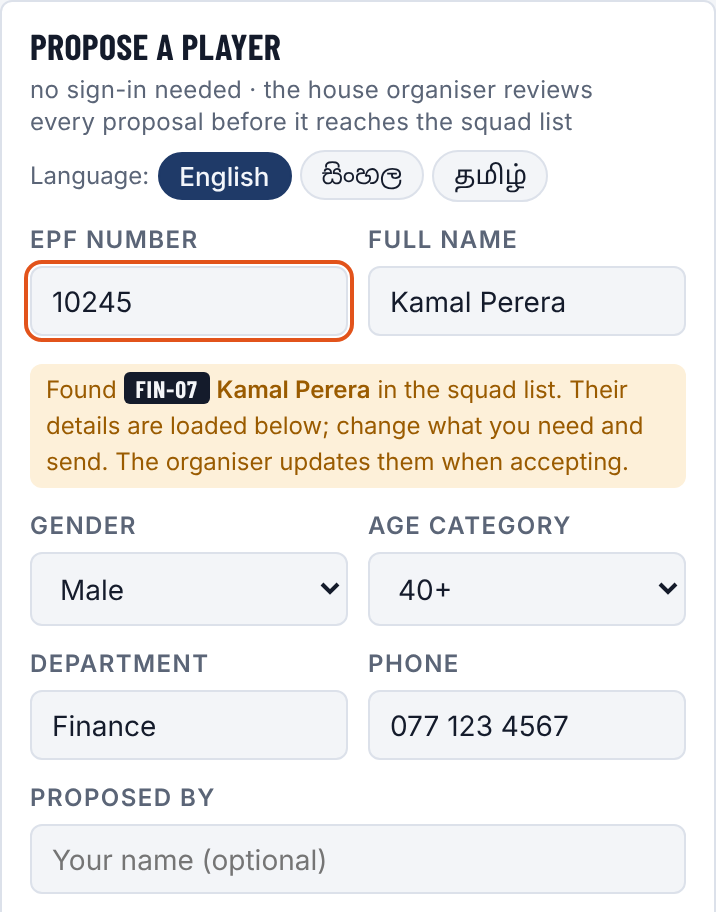 PROPOSE A PLAYER
no sign-in needed · the house organiser reviews
every proposal before it reaches the squad list
Language: English සිංහල தமிழ்
EPF NUMBER FULL NAME
10245 Kamal Perera
Found FIN-07 Kamal Perera in the squad list. Their
details are loaded below; change what you need and
send. The organiser updates them when accepting.
GENDER AGE CATEGORY
Male 40+
DEPARTMENT PHONE
Finance 077 123 4567
PROPOSED BY
Your name (optional)